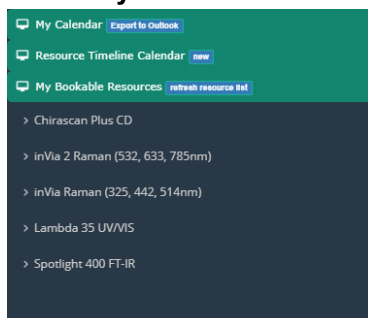 My Calendar Export to Outlook
Resource Timeline Calendar new
My Bookable Resources refresh resource list
> Chirascan Plus CD
> inVia 2 Raman (532, 633, 785nm)
> inVia Raman (325, 442, 514nm)
> Lambda 35 UV/VIS
> Spotlight 400 FT-IR